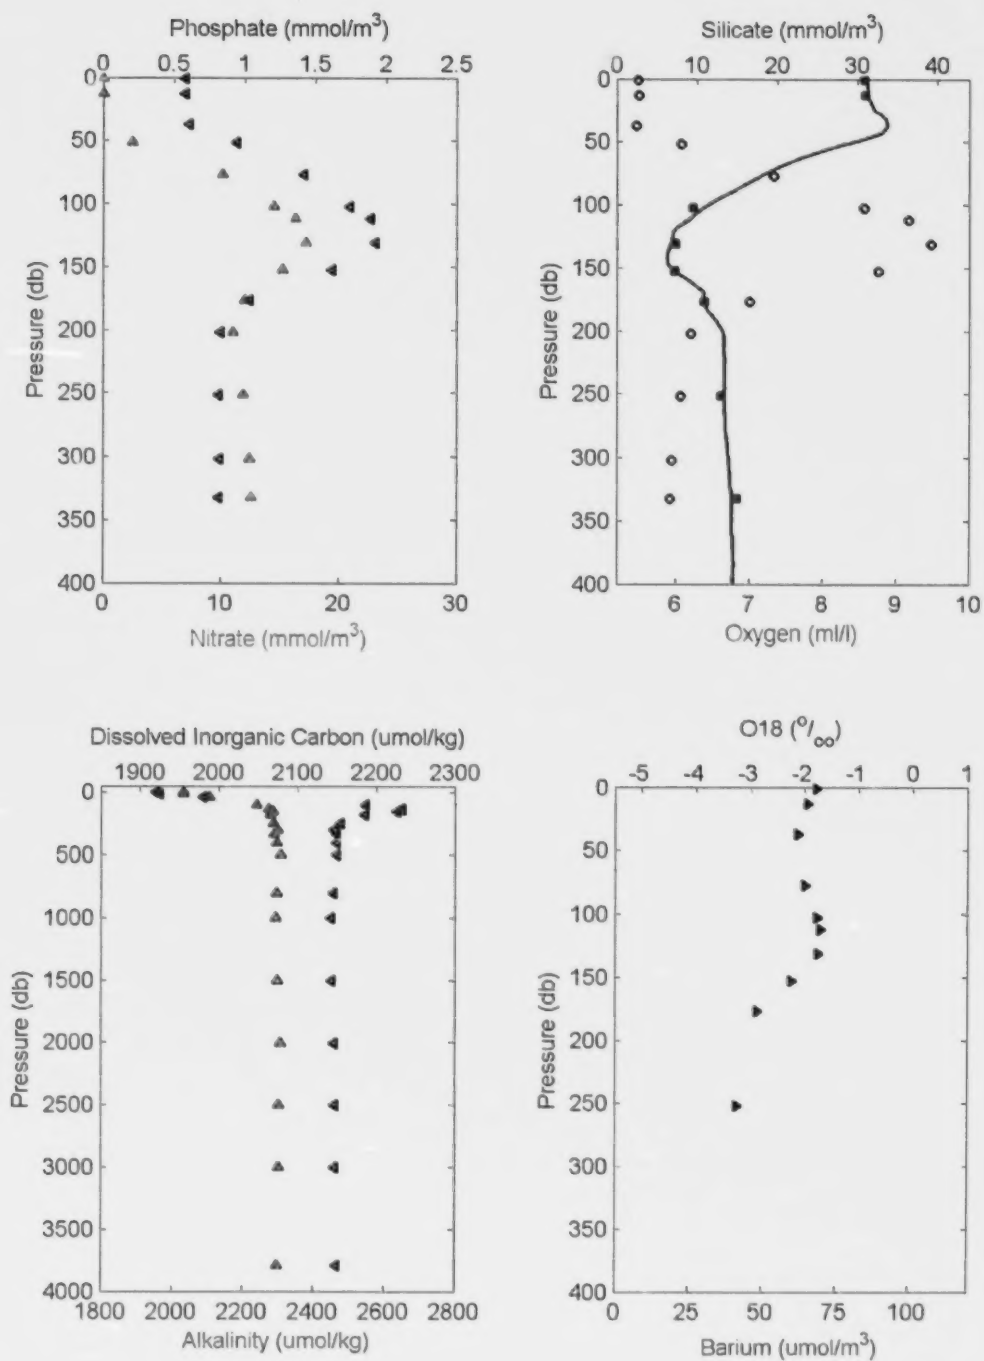 Phosphate (mmol/m³)
0 0.5 1 1.5 2 2.5
0
50
100
150
200
250
300
350
400
Pressure (db)
0 10 20 30
Nitrate (mmol/m³)
Silicate (mmol/m³)
0 10 20 30 40
0
50
100
150
200
250
300
350
400
Pressure (db)
6 7 8 9 10
Oxygen (ml/l)
Dissolved Inorganic Carbon (umol/kg)
1900 2000 2100 2200 2300
0
500
1000
1500
2000
2500
3000
3500
4000
Pressure (db)
1800 2000 2200 2400 2600 2800
Alkalinity (umol/kg)
O18 (⁰/₀₀)
-5 -4 -3 -2 -1 0 1
0
50
100
150
200
250
300
350
400
Pressure (db)
0 25 50 75 100
Barium (umol/m³)